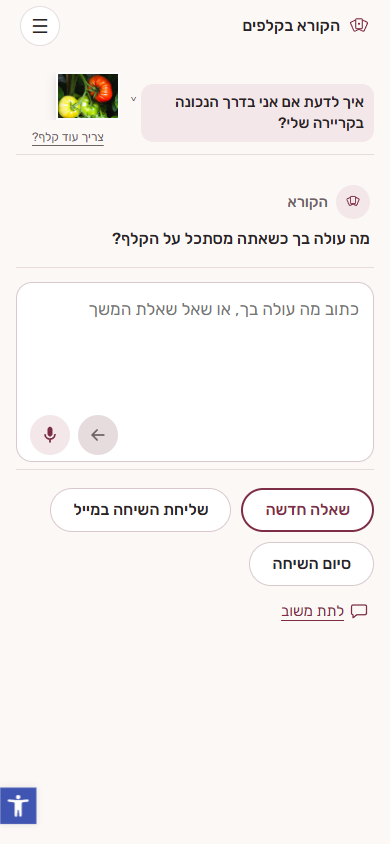 הקורא בקלפים
איך לדעת אם אני בדרך הנכונה
בקריירה שלי?
צריך עוד קלף?
הקורא
מה עולה בך כשאתה מסתכל על הקלף?
כתוב מה עולה בך, או שאל שאלת המשך
שאלה חדשה
שליחת השיחה במייל
סיום השיחה
לתת משוב